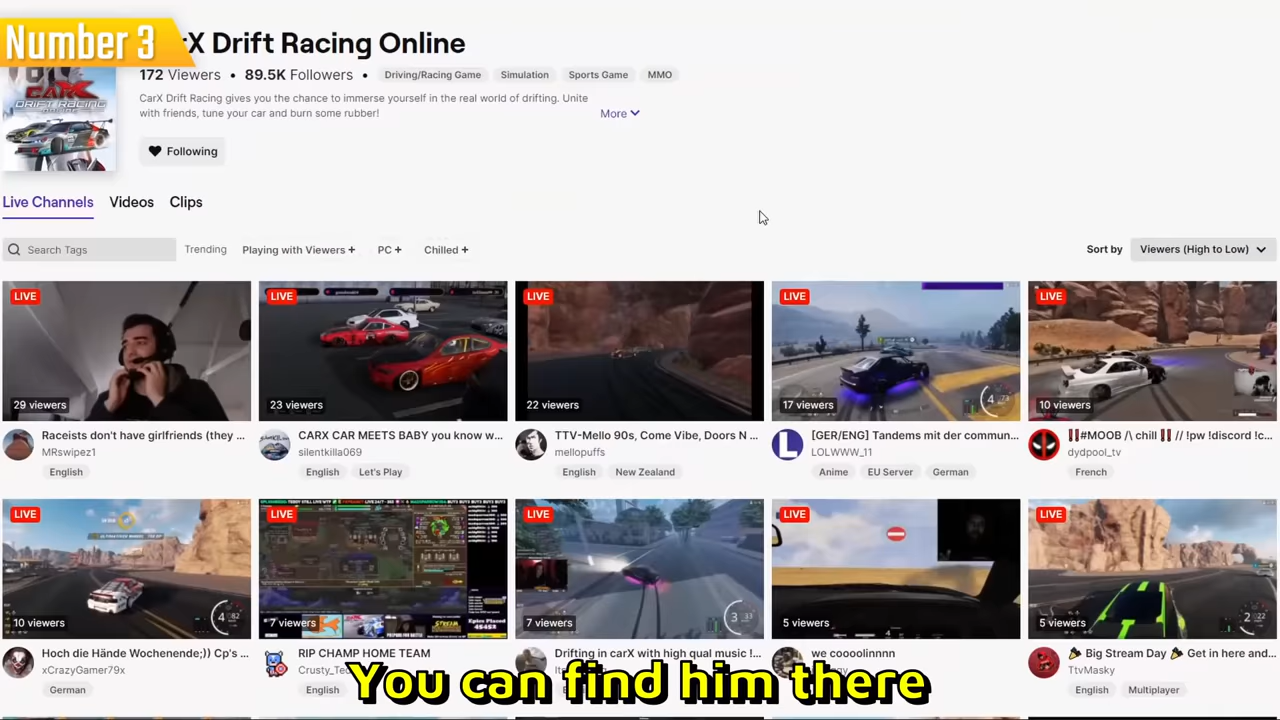 Number 3
rX Drift Racing Online
172 Viewers • 89.5K Followers • Driving/Racing Game Simulation Sports Game MMO
CarX Drift Racing gives you the chance to immerse yourself in the real world of drifting. Unite
with friends, tune your car and burn some rubber!
More
CARX
DRIFT RACING
Following
Live Channels Videos Clips
Search Tags Trending Playing with Viewers + PC + Chilled + Sort by Viewers (High to Low)
LIVE LIVE LIVE LIVE LIVE
29 viewers 23 viewers 22 viewers 17 viewers 10 viewers
Raceists don't have girlfriends (they ... CARX CAR MEETS BABY you know w... TTV-Mello 90s, Come Vibe, Doors N ... [GER/ENG] Tandems mit der commun... #MOOB /\ chill // !pw !discord !c...
MRswipez1 silentkilla069 mellopuffs LOLWWW_11 dydpool_tv
English English Let's Play English New Zealand Anime EU Server German French
LIVE LIVE LIVE LIVE LIVE
10 viewers 7 viewers 7 viewers 5 viewers 5 viewers
Hoch die Hände Wochenende;)) Cp's ... RIP CHAMP HOME TEAM Drifting in carX with high qual music !... we coooolinnnn Big Stream Day Get in here and...
xCrazyGamer79x Crusty_Te TtvMasky
German English English Multiplayer
You can find him there